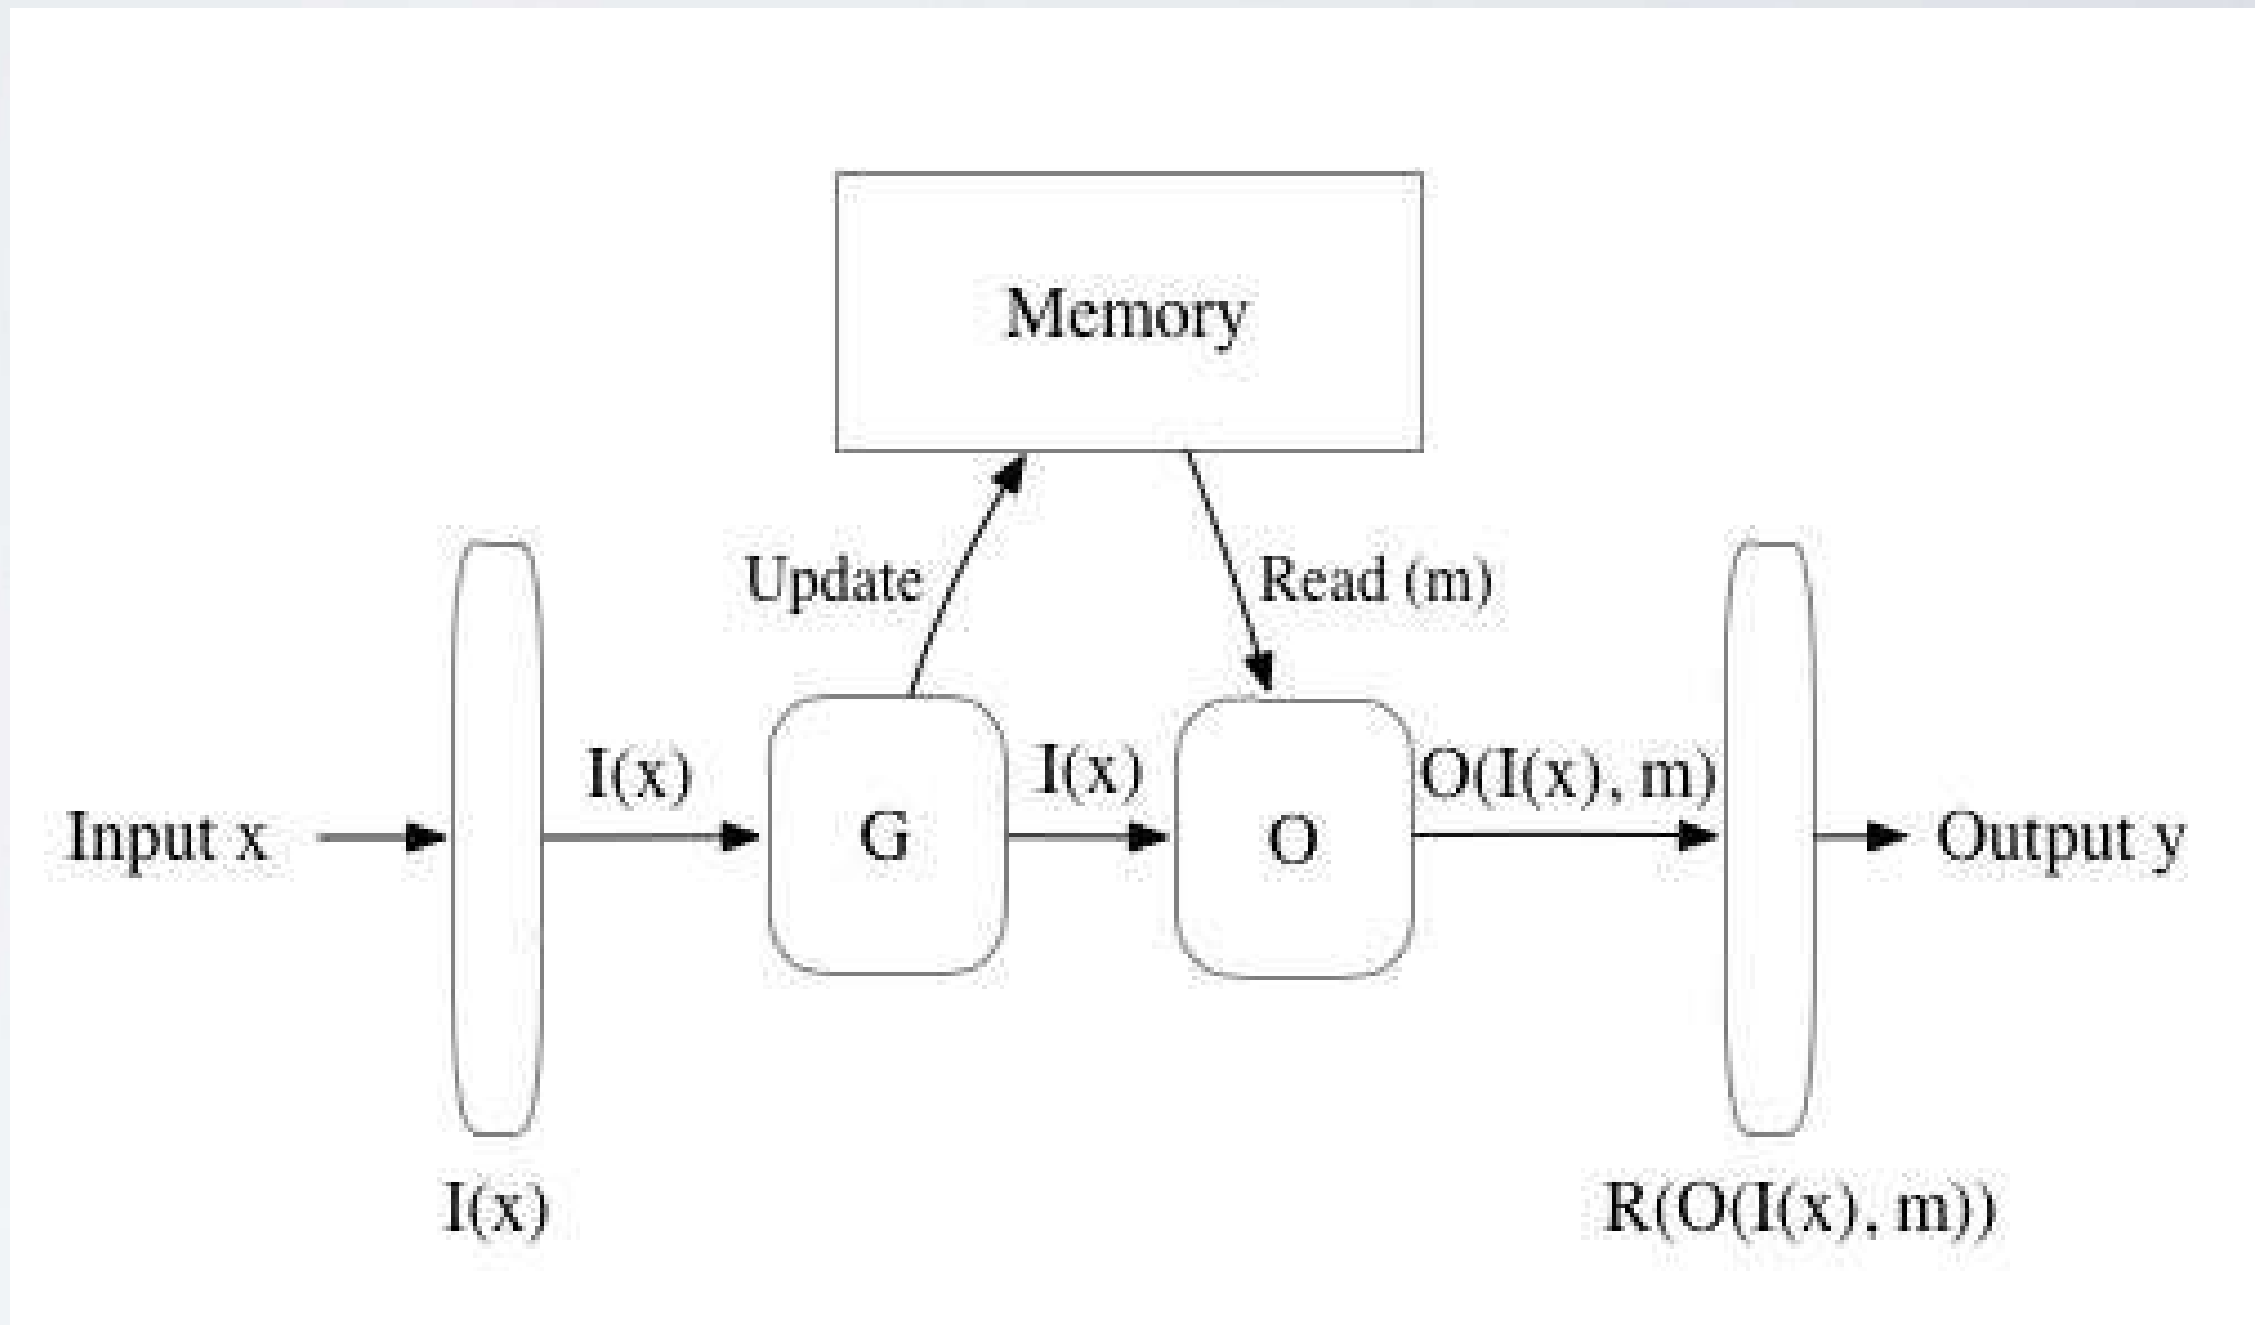 Memory
Update
Read (m)
I(x)
I(x)
O(I(x), m)
Input x
G
O
Output y
I(x)
R(O(I(x), m))